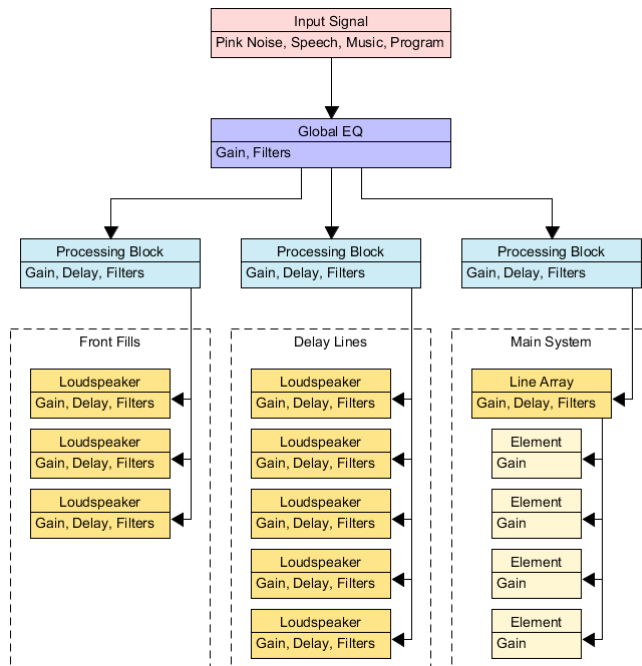 Input Signal
Pink Noise, Speech, Music, Program
Global EQ
Gain, Filters
Processing Block
Gain, Delay, Filters
Processing Block
Gain, Delay, Filters
Processing Block
Gain, Delay, Filters
Front Fills
Loudspeaker
Gain, Delay, Filters
Loudspeaker
Gain, Delay, Filters
Loudspeaker
Gain, Delay, Filters
Delay Lines
Loudspeaker
Gain, Delay, Filters
Loudspeaker
Gain, Delay, Filters
Loudspeaker
Gain, Delay, Filters
Loudspeaker
Gain, Delay, Filters
Loudspeaker
Gain, Delay, Filters
Main System
Line Array
Gain, Delay, Filters
Element
Gain
Element
Gain
Element
Gain
Element
Gain